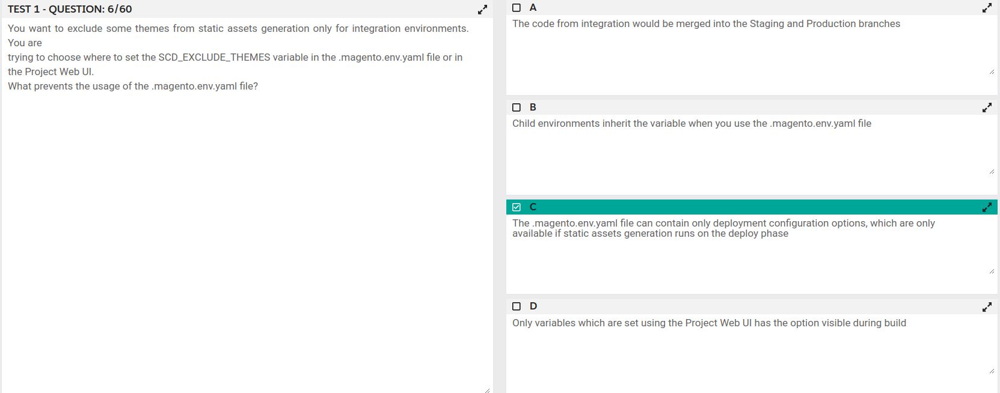 TEST 1 - QUESTION: 6/60
You want to exclude some themes from static assets generation only for integration environments.
You are
trying to choose where to set the SCD_EXCLUDE_THEMES variable in the .magento.env.yaml file or in
the Project Web UI.
What prevents the usage of the .magento.env.yaml file?
A
The code from integration would be merged into the Staging and Production branches
B
Child environments inherit the variable when you use the .magento.env.yaml file
C
The .magento.env.yaml file can contain only deployment configuration options, which are only
available if static assets generation runs on the deploy phase
D
Only variables which are set using the Project Web UI has the option visible during build